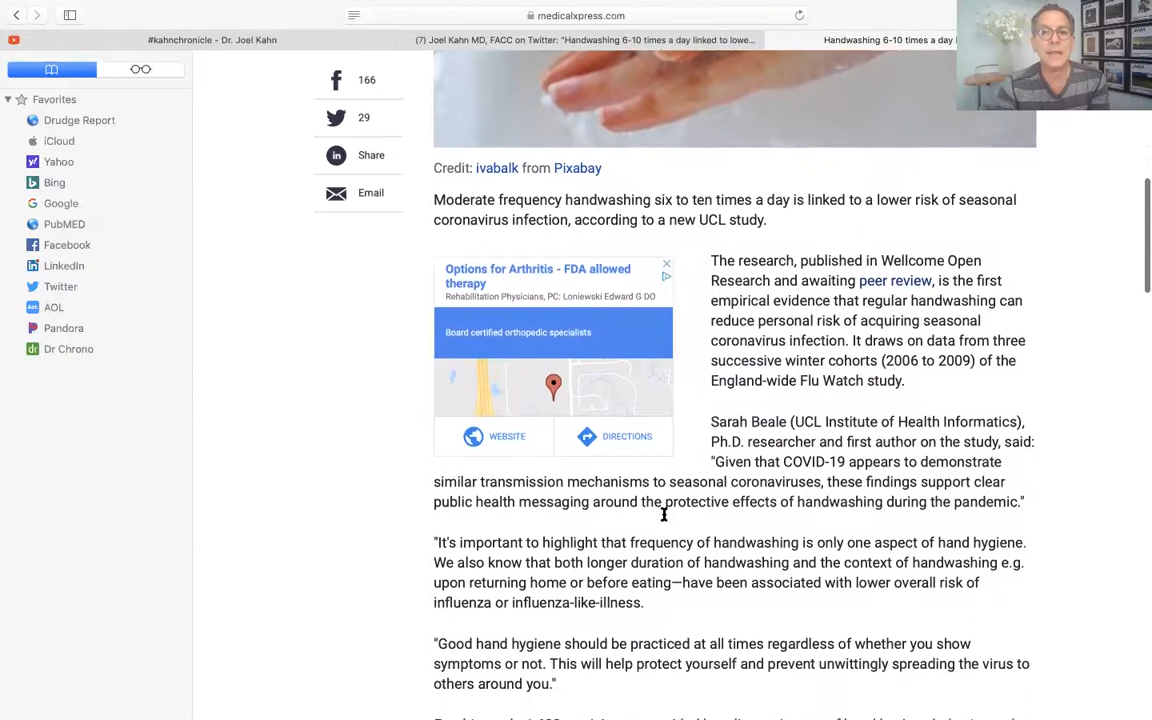 medicalxpress.com
#kahnchronicle - Dr. Joel Kahn
(7) Joel Kahn MD, FACC on Twitter: "Handwashing 6-10 times a day linked to lowe...
Handwashing 6-10 times a day
Favorites
Drudge Report
iCloud
Yahoo
Bing
Google
PubMED
Facebook
LinkedIn
Twitter
AOL
Pandora
Dr Chrono
166
29
Share
Email
Credit: ivabalk from Pixabay
Moderate frequency handwashing six to ten times a day is linked to a lower risk of seasonal
coronavirus infection, according to a new UCL study.
Options for Arthritis - FDA allowed
therapy
Rehabilitation Physicians, PC: Loniewski Edward G DO
Board certified orthopedic specialists
WEBSITE
DIRECTIONS
The research, published in Wellcome Open
Research and awaiting peer review, is the first
empirical evidence that regular handwashing can
reduce personal risk of acquiring seasonal
coronavirus infection. It draws on data from three
successive winter cohorts (2006 to 2009) of the
England-wide Flu Watch study.
Sarah Beale (UCL Institute of Health Informatics),
Ph.D. researcher and first author on the study, said:
"Given that COVID-19 appears to demonstrate
similar transmission mechanisms to seasonal coronaviruses, these findings support clear
public health messaging around the protective effects of handwashing during the pandemic."
"It's important to highlight that frequency of handwashing is only one aspect of hand hygiene.
We also know that both longer duration of handwashing and the context of handwashing e.g.
upon returning home or before eating—have been associated with lower overall risk of
influenza or influenza-like-illness.
"Good hand hygiene should be practiced at all times regardless of whether you show
symptoms or not. This will help protect yourself and prevent unwittingly spreading the virus to
others around you."